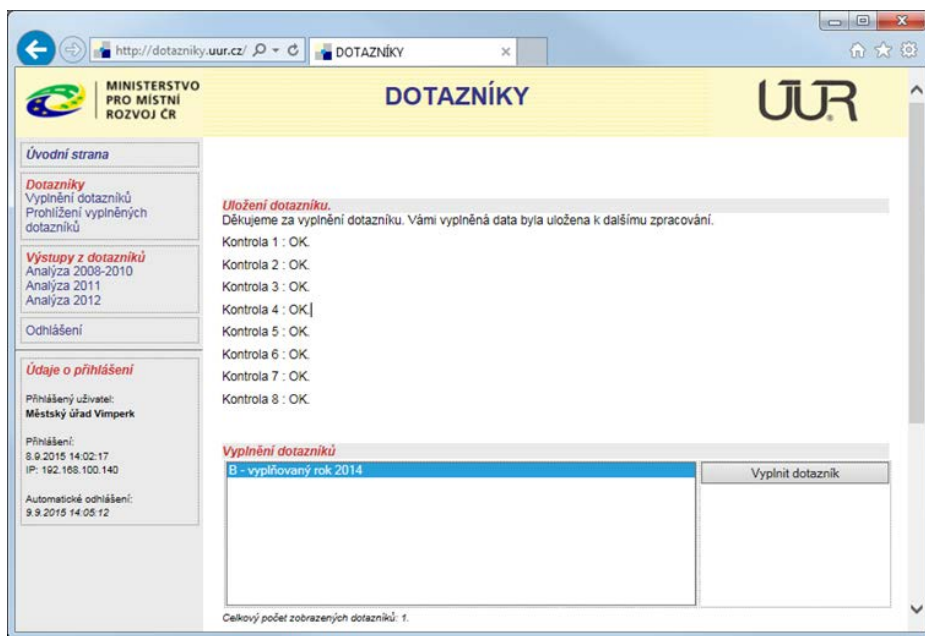 http://dotazniky.uur.cz/
DOTAZNÍKY
MINISTERSTVO
PRO MÍSTNÍ
ROZVOJ ČR
DOTAZNÍKY
ÚÚR
Úvodní strana
Dotazníky
Vyplnění dotazníků
Prohlížení vyplněných
dotazníků
Výstupy z dotazníků
Analýza 2008-2010
Analýza 2011
Analýza 2012
Odhlášení
Údaje o přihlášení
Přihlášený uživatel:
Městský úřad Vimperk
Přihlášení:
8.9.2015 14:02:17
IP: 192.168.100.140
Automatické odhlášení:
9.9.2015 14:05:12
Uložení dotazníku.
Děkujeme za vyplnění dotazníku. Vámi vyplněná data byla uložena k dalšímu zpracování.
Kontrola 1 : OK.
Kontrola 2 : OK.
Kontrola 3 : OK.
Kontrola 4 : OK.
Kontrola 5 : OK.
Kontrola 6 : OK.
Kontrola 7 : OK.
Kontrola 8 : OK.
Vyplnění dotazníků
B - vyplňovaný rok 2014
Vyplnit dotazník
Celkový počet zobrazených dotazníků: 1.